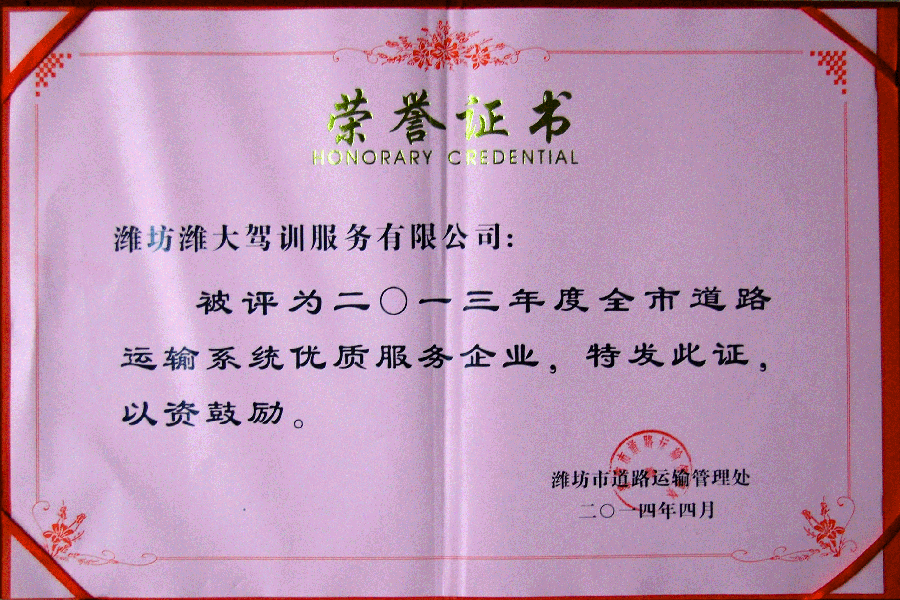 荣誉证书
HONORARY CREDENTIAL
潍坊潍大驾训服务有限公司:
被评为二〇一三年度全市道路
运输系统优质服务企业，特发此证，
以资鼓励。
潍坊市道路运输管理处
二〇一四年四月